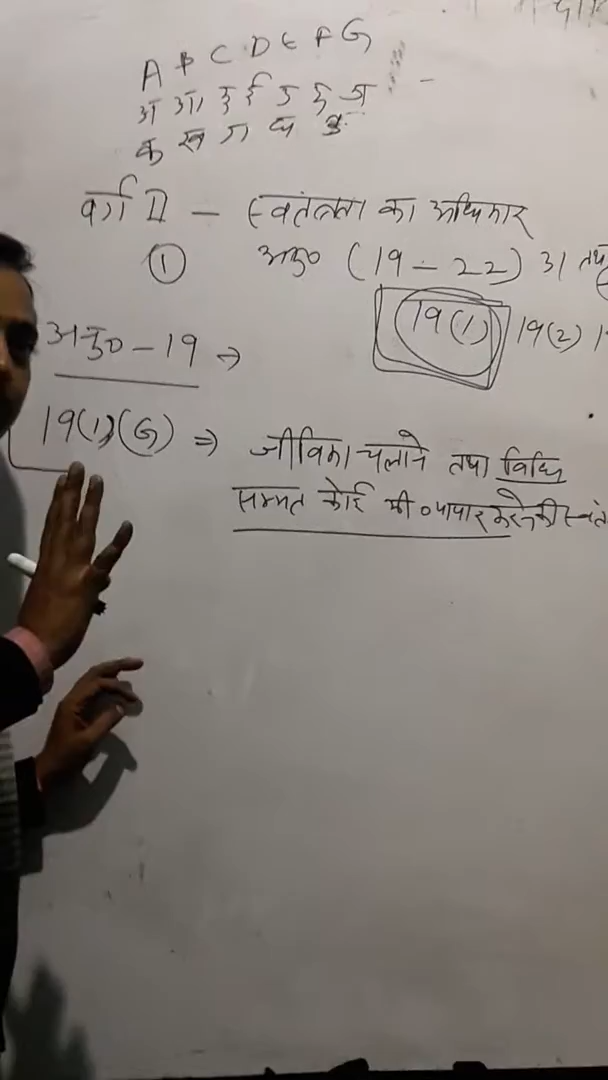 A B C D E F G
अ आ इ ई उ ऊ ऋ
क ख ग घ ङ
वर्ग II – स्वतंत्रता का अधिकार
① अनु० (19 – 22)
19(1) 19(2)
अनु० – 19 →
19(1)(G) ⇒ जीविका चलाने तथा विधि
सम्मत कोई भी व्यापार करने की